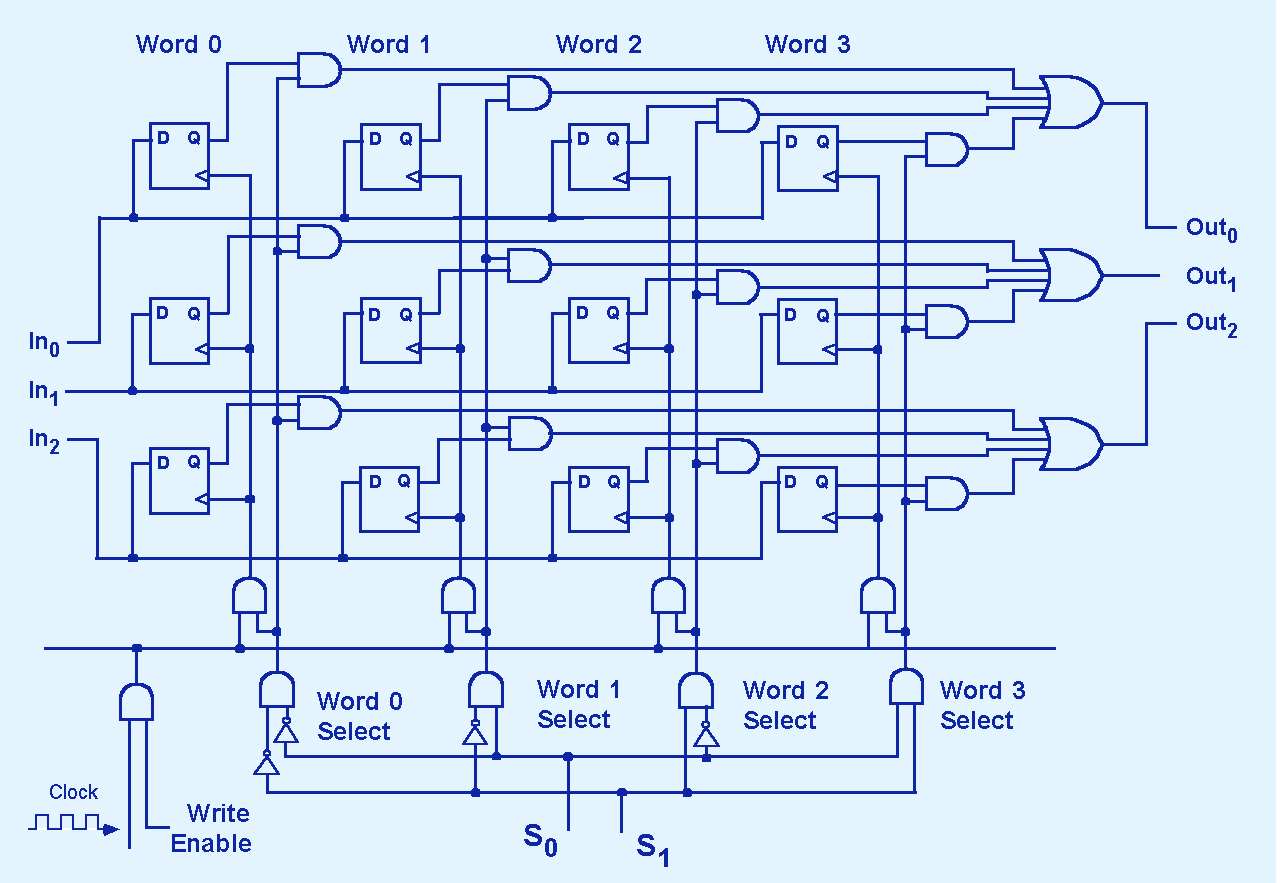 Word 0 Word 1 Word 2 Word 3
D Q D Q D Q D Q
Out₀
D Q D Q D Q D Q
Out₁
Out₂
In₀
In₁
In₂
D Q D Q D Q D Q
Word 0
Select
Word 1
Select
Word 2
Select
Word 3
Select
Clock
Write
Enable
S₀
S₁